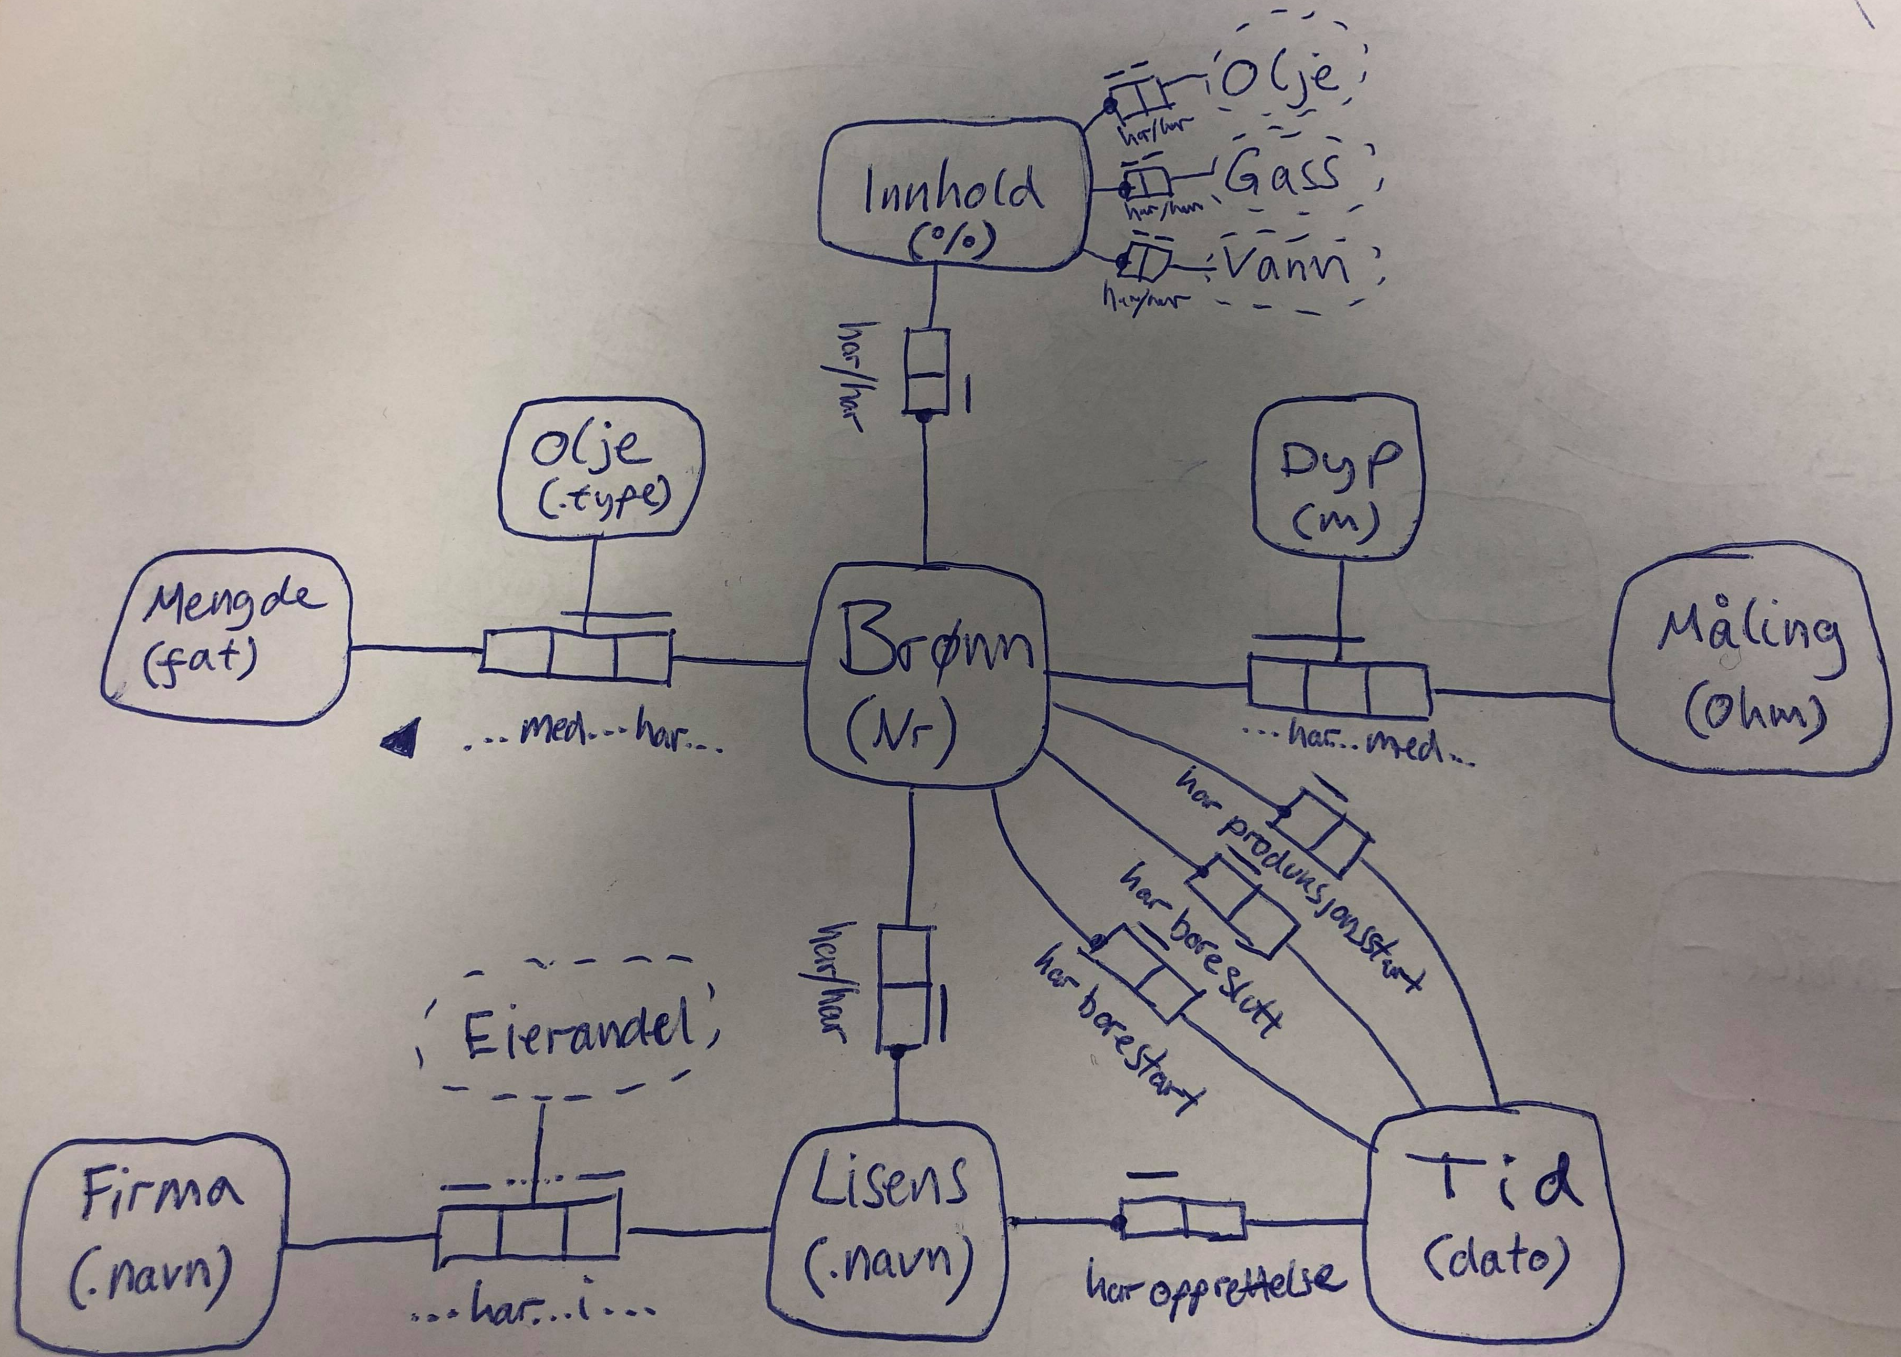 Olje
har/har
Gass
har/har
Vann
har/har
Innhold
(%)
har/har
Olje
(.type)
Dyp
(m)
Mengde
(fat)
...med...har...
Brønn
(Nr)
...har...med...
Måling
(Ohm)
har produksjonsstart
har boreslutt
har borestart
har/har
Eierandel
Firma
(.navn)
...har...i...
Lisens
(.navn)
har opprettelse
Tid
(dato)